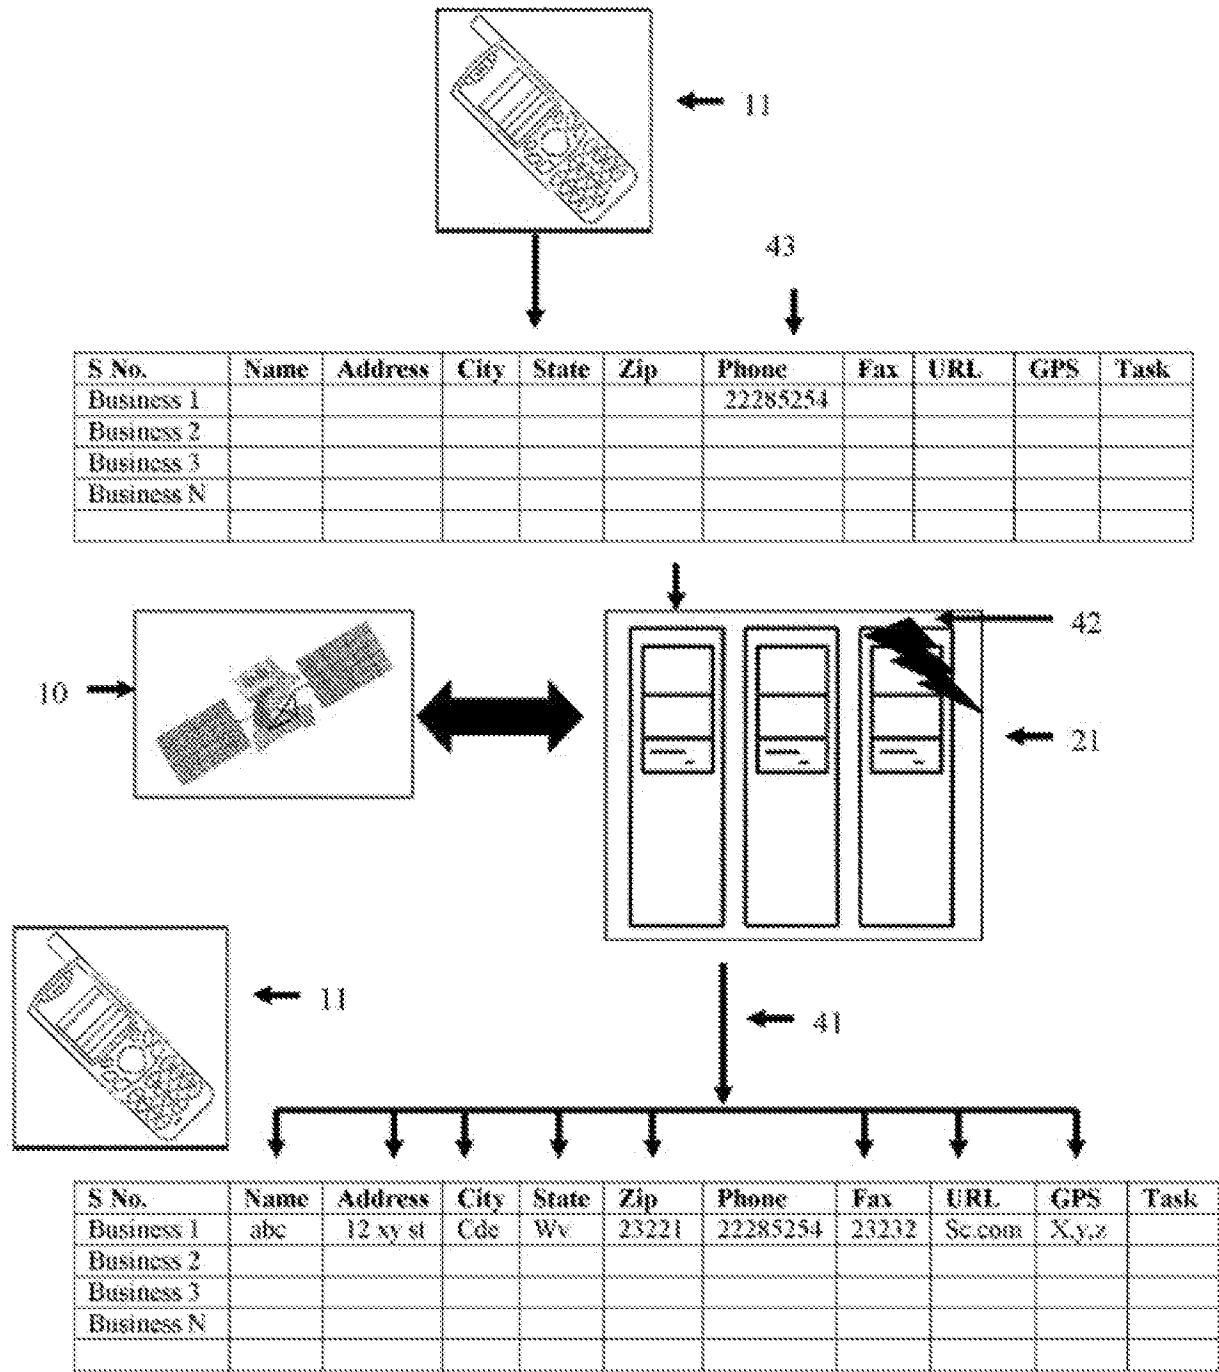 11
43
S No. Name Address City State Zip Phone Fax URL GPS Task
Business 1 22285254
Business 2
Business 3
Business N
42
10
21
11
41
S No. Name Address City State Zip Phone Fax URL GPS Task
Business 1 abc 12 xy st Cde Wv 23221 22285254 23232 Sc.com X,y,z
Business 2
Business 3
Business N